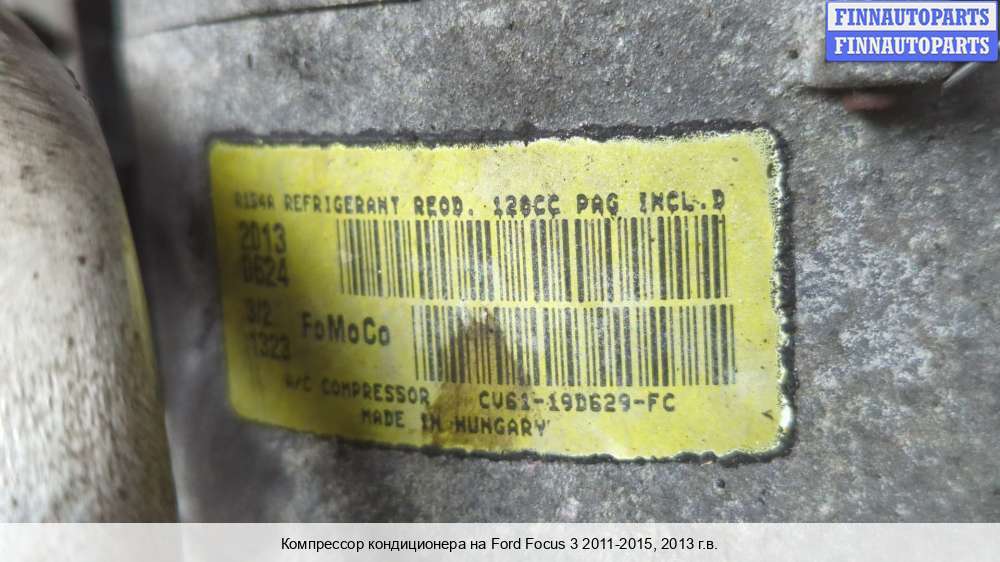 FINNAUTOPARTS
FINNAUTOPARTS
R134A REFRIGERANT REQD. 120CC PAG INCL.D
2013
0624
3/2
1323
FoMoCo
A/C COMPRESSOR CV61-19D629-FC
MADE IN HUNGARY
Компрессор кондиционера на Ford Focus 3 2011-2015, 2013 г.в.